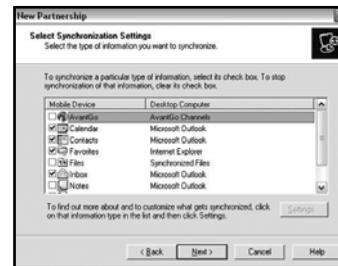 New Partnership
Select Synchronization Settings
Select the type of information you want to synchronize.
To synchronize a particular type of information, select its check box. To stop
synchronization of that information, clear its check box.
Mobile Device Desktop Computer
AvantGo AvantGo Channels
Calendar Microsoft Outlook
Contacts Microsoft Outlook
Favorites Internet Explorer
Files Synchronized Files
Inbox Microsoft Outlook
Notes Microsoft Outlook
To find out more about and to customize what gets synchronized, click
on that information type in the list and then click Settings.
Settings...
< Back Next > Cancel Help